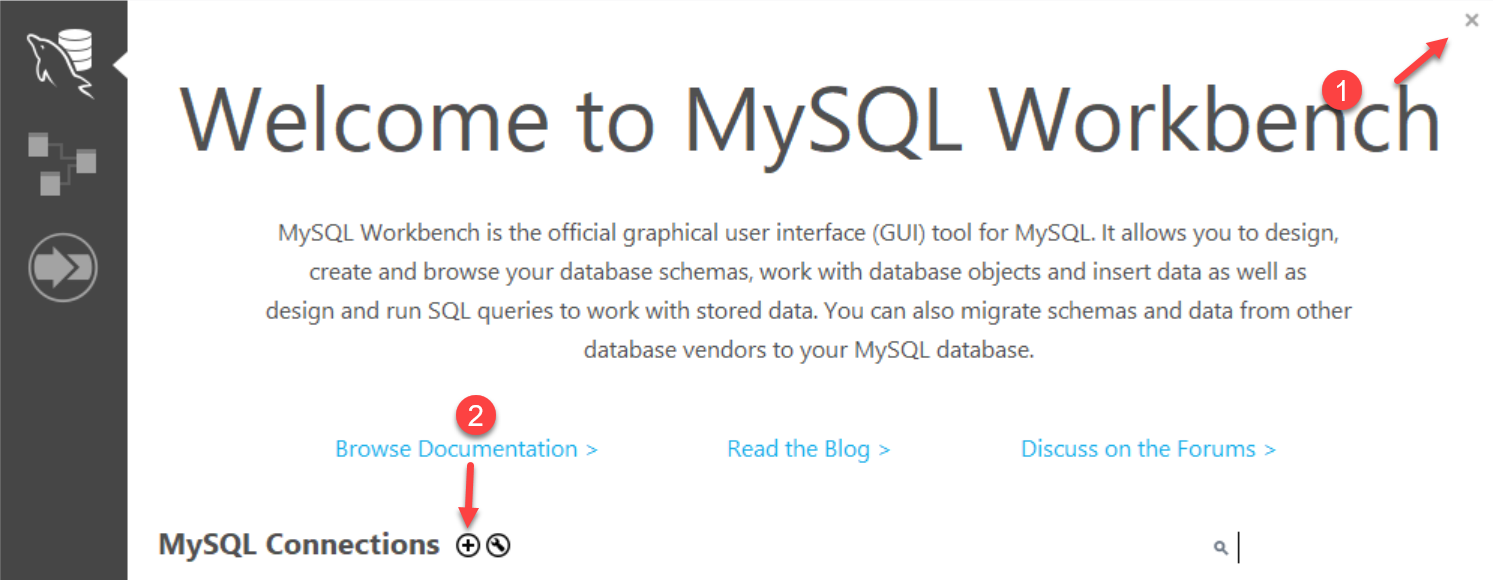 1
Welcome to MySQL Workbench
MySQL Workbench is the official graphical user interface (GUI) tool for MySQL. It allows you to design,
create and browse your database schemas, work with database objects and insert data as well as
design and run SQL queries to work with stored data. You can also migrate schemas and data from other
database vendors to your MySQL database.
2
Browse Documentation >
Read the Blog >
Discuss on the Forums >
MySQL Connections